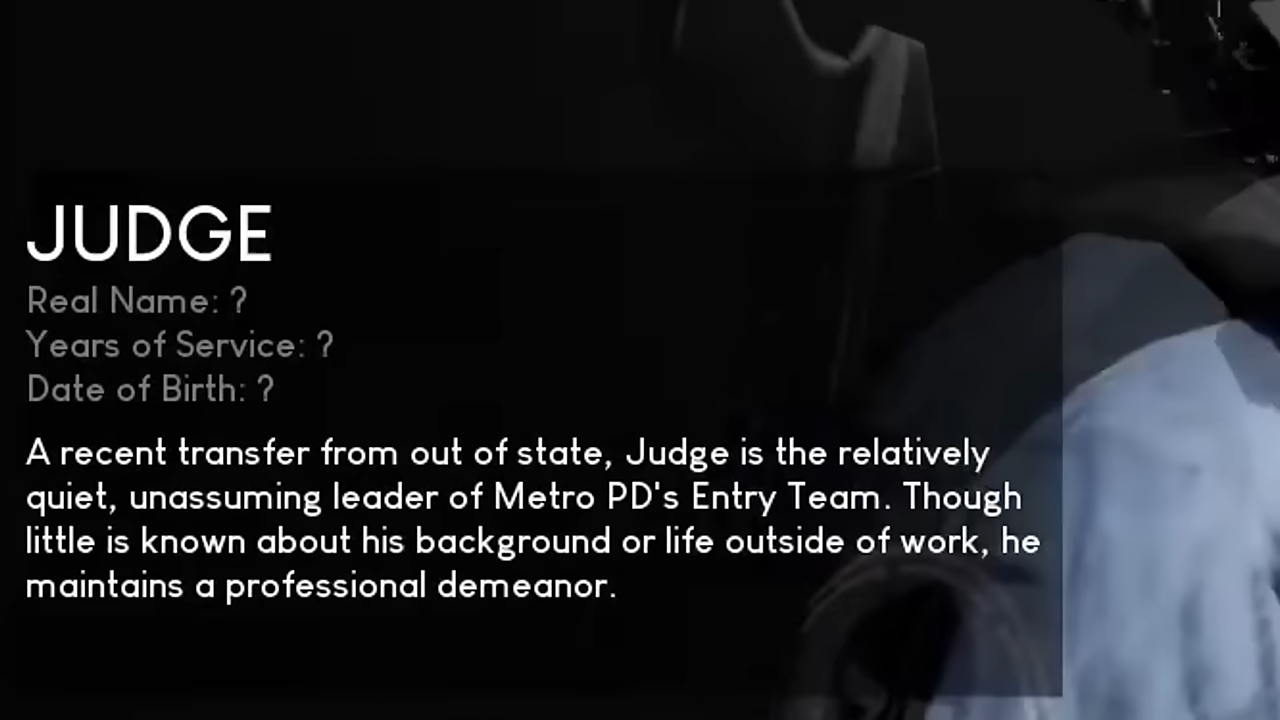 JUDGE
Real Name: ?
Years of Service: ?
Date of Birth: ?
A recent transfer from out of state, Judge is the relatively
quiet, unassuming leader of Metro PD's Entry Team. Though
little is known about his background or life outside of work, he
maintains a professional demeanor.